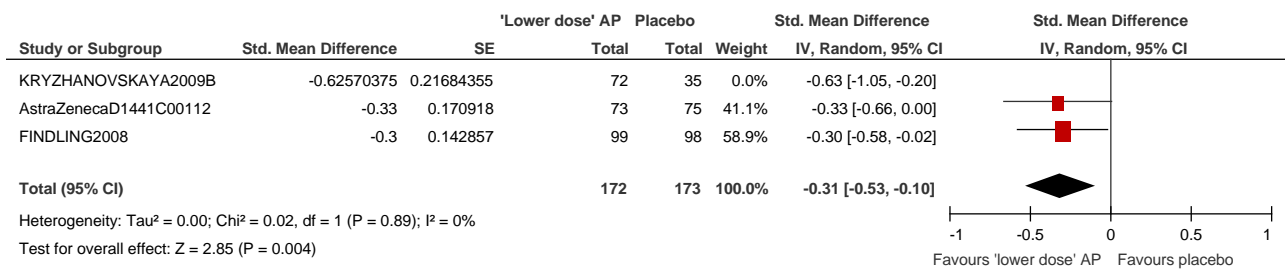 'Lower dose' AP Placebo Std. Mean Difference Std. Mean Difference
Study or Subgroup Std. Mean Difference SE Total Total Weight IV, Random, 95% CI IV, Random, 95% CI
KRYZHANOVSKAYA2009B -0.62570375 0.21684355 72 35 0.0% -0.63 [-1.05, -0.20]
AstraZenecaD1441C00112 -0.33 0.170918 73 75 41.1% -0.33 [-0.66, 0.00]
FINDLING2008 -0.3 0.142857 99 98 58.9% -0.30 [-0.58, -0.02]
Total (95% CI) 172 173 100.0% -0.31 [-0.53, -0.10]
Heterogeneity: Tau² = 0.00; Chi² = 0.02, df = 1 (P = 0.89); I² = 0%
Test for overall effect: Z = 2.85 (P = 0.004)
-1 -0.5 0 0.5 1
Favours 'lower dose' AP Favours placebo